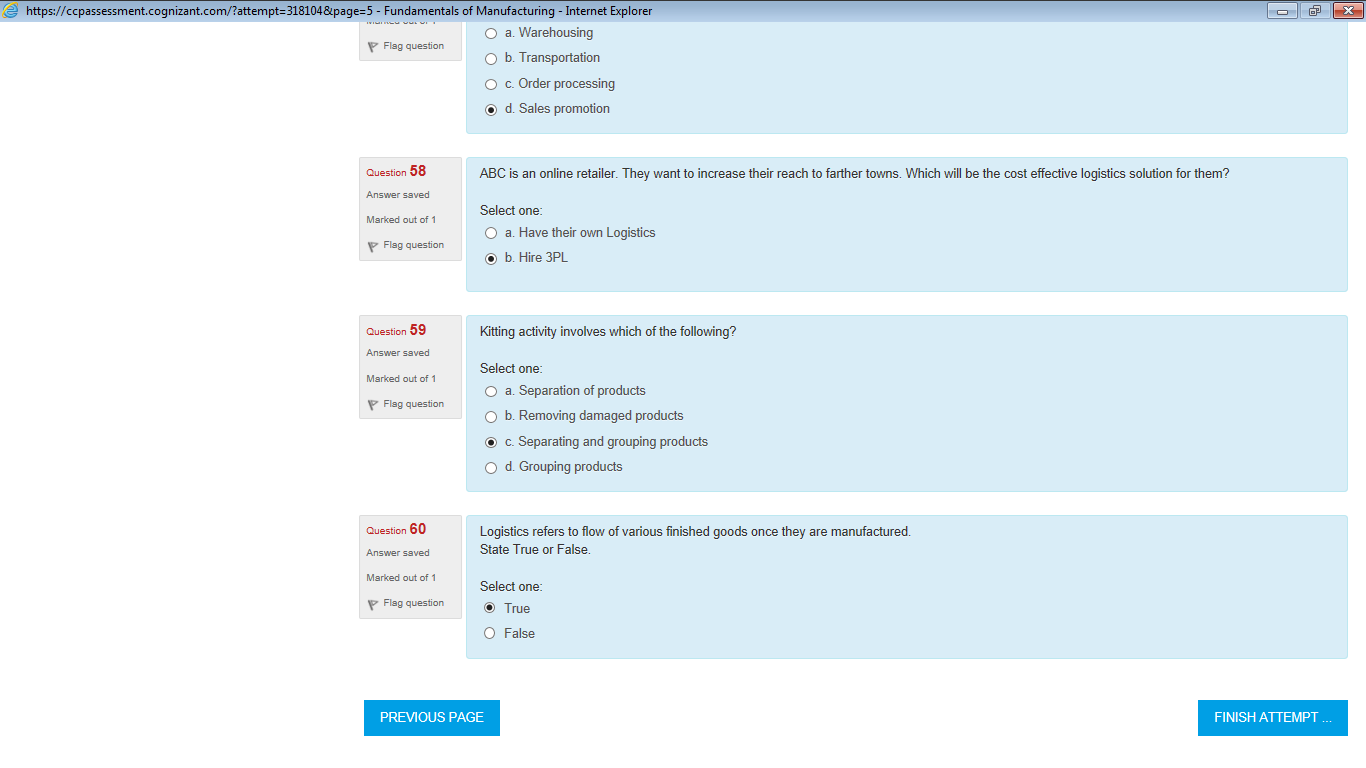 https://ccpassessment.cognizant.com/?attempt=318104&page=5 - Fundamentals of Manufacturing - Internet Explorer
Marked out of 1
Flag question
a. Warehousing
b. Transportation
c. Order processing
d. Sales promotion
Question 58
Answer saved
Marked out of 1
Flag question
ABC is an online retailer. They want to increase their reach to farther towns. Which will be the cost effective logistics solution for them?
Select one:
a. Have their own Logistics
b. Hire 3PL
Question 59
Answer saved
Marked out of 1
Flag question
Kitting activity involves which of the following?
Select one:
a. Separation of products
b. Removing damaged products
c. Separating and grouping products
d. Grouping products
Question 60
Answer saved
Marked out of 1
Flag question
Logistics refers to flow of various finished goods once they are manufactured.
State True or False.
Select one:
True
False
PREVIOUS PAGE
FINISH ATTEMPT ...